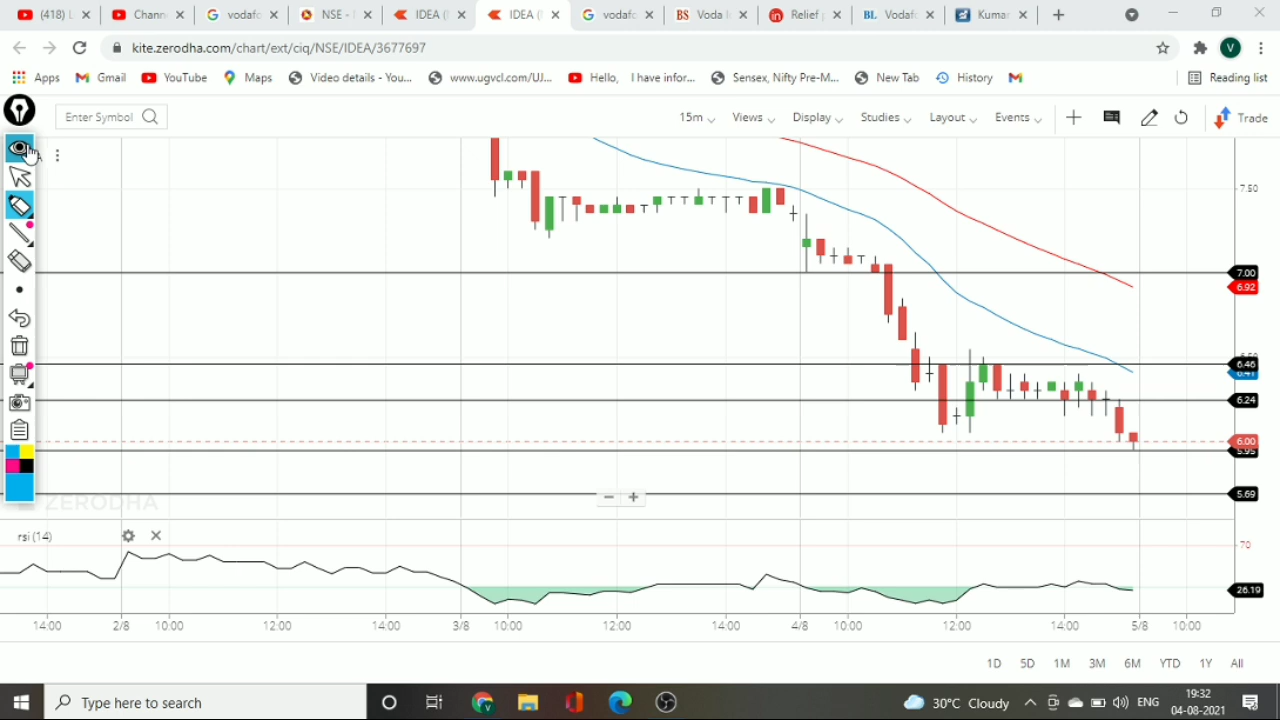 (418) L
Chann
vodafo
NSE -
IDEA (
IDEA (
vodafo
Voda I
Relief
Vodaf
Kumar
kite.zerodha.com/chart/ext/ciq/NSE/IDEA/3677697
V
Apps
Gmail
YouTube
Maps
Video details - You...
www.ugvcl.com/UJ...
Hello, I have infor...
Sensex, Nifty Pre-M...
New Tab
History
Reading list
Enter Symbol
15m
Views
Display
Studies
Layout
Events
Trade
7.50
7.00
6.92
6.46
6.41
6.24
6.00
5.95
5.69
ZERODHA
rsi (14)
70
26.19
14:00 2/8 10:00 12:00 14:00 3/8 10:00 12:00 14:00 4/8 10:00 12:00 14:00 5/8 10:00
1D 5D 1M 3M 6M YTD 1Y All
Type here to search
30°C Cloudy
ENG
19:32
04-08-2021